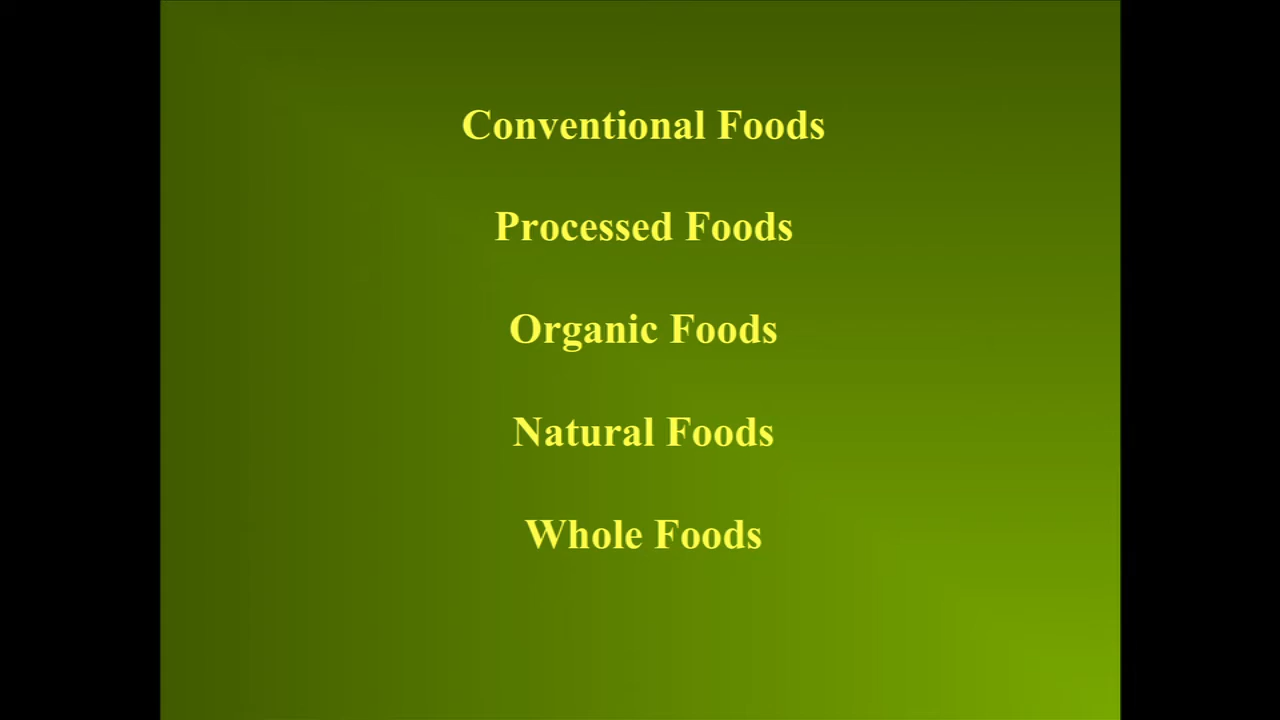 Conventional Foods
Processed Foods
Organic Foods
Natural Foods
Whole Foods